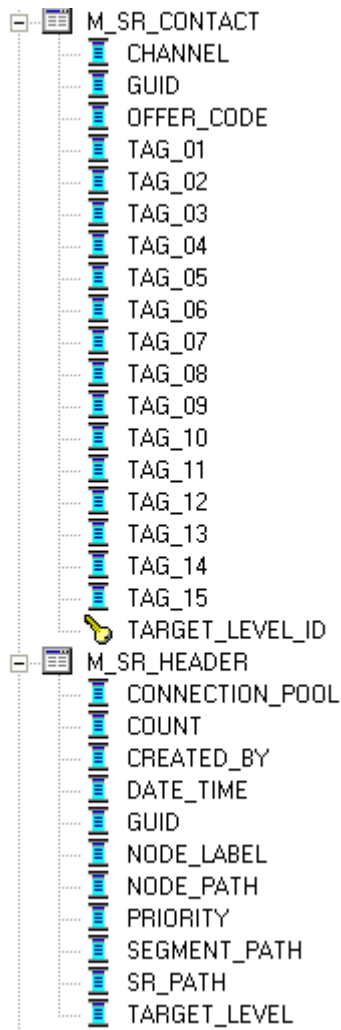 M_SR_CONTACT
CHANNEL
GUID
OFFER_CODE
TAG_01
TAG_02
TAG_03
TAG_04
TAG_05
TAG_06
TAG_07
TAG_08
TAG_09
TAG_10
TAG_11
TAG_12
TAG_13
TAG_14
TAG_15
TARGET_LEVEL_ID
M_SR_HEADER
CONNECTION_POOL
COUNT
CREATED_BY
DATE_TIME
GUID
NODE_LABEL
NODE_PATH
PRIORITY
SEGMENT_PATH
SR_PATH
TARGET_LEVEL